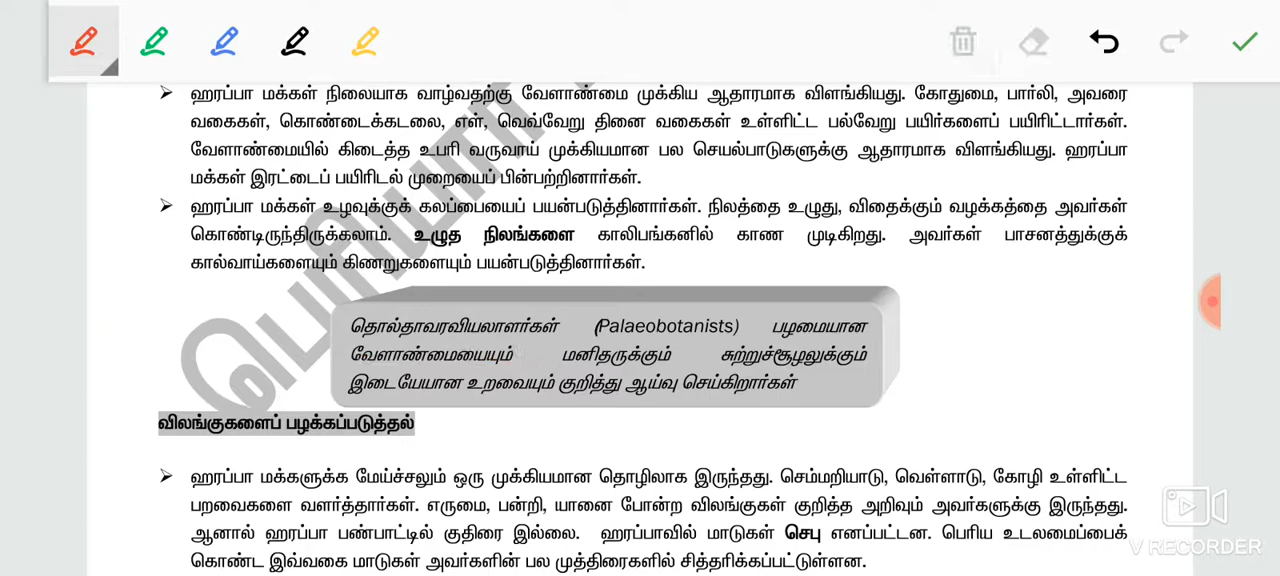 ஹரப்பா மக்கள் நிலையாக வாழ்வதற்கு வேளாண்மை முக்கிய ஆதாரமாக விளங்கியது. கோதுமை, பார்லி, அவரை
வகைகள், கொண்டைக்கடலை, எள், வெவ்வேறு தினை வகைகள் உள்ளிட்ட பல்வேறு பயிர்களைப் பயிரிட்டார்கள்.
வேளாண்மையில் கிடைத்த உபரி வருவாய் முக்கியமான பல செயல்பாடுகளுக்கு ஆதாரமாக விளங்கியது. ஹரப்பா
மக்கள் இரட்டைப் பயிரிடல் முறையைப் பின்பற்றினார்கள்.
ஹரப்பா மக்கள் உழவுக்குக் கலப்பையைப் பயன்படுத்தினார்கள். நிலத்தை உழுது, விதைக்கும் வழக்கத்தை அவர்கள்
கொண்டிருந்திருக்கலாம். உழுத நிலங்களை காலிபங்கனில் காண முடிகிறது. அவர்கள் பாசனத்துக்குக்
கால்வாய்களையும் கிணறுகளையும் பயன்படுத்தினார்கள்.
தொல்தாவரவியலாளர்கள் (Palaeobotanists) பழமையான
வேளாண்மையையும் மனிதருக்கும் சுற்றுச்சூழலுக்கும்
இடையேயான உறவையும் குறித்து ஆய்வு செய்கிறார்கள்
விலங்குகளைப் பழக்கப்படுத்தல்
ஹரப்பா மக்களுக்க மேய்ச்சலும் ஒரு முக்கியமான தொழிலாக இருந்தது. செம்மறியாடு, வெள்ளாடு, கோழி உள்ளிட்ட
பறவைகளை வளர்த்தார்கள். எருமை, பன்றி, யானை போன்ற விலங்குகள் குறித்த அறிவும் அவர்களுக்கு இருந்தது.
ஆனால் ஹரப்பா பண்பாட்டில் குதிரை இல்லை. ஹரப்பாவில் மாடுகள் செபு எனப்பட்டன. பெரிய உடலமைப்பைக்
கொண்ட இவ்வகை மாடுகள் அவர்களின் பல முத்திரைகளில் சித்தரிக்கப்பட்டுள்ளன.
V RECORDER